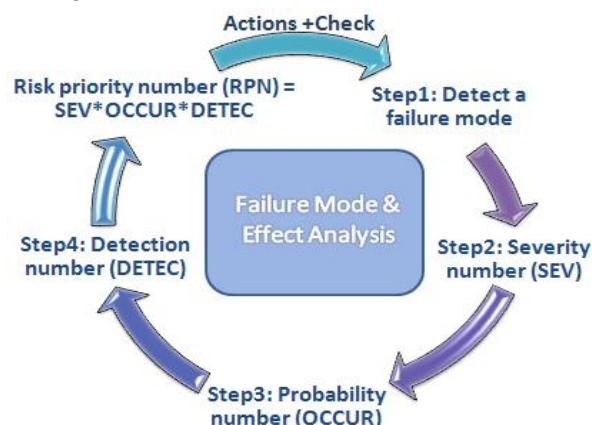 Actions +Check
Risk priority number (RPN) =
SEV*OCCUR*DETEC
Step1: Detect a
failure mode
Failure Mode &
Effect Analysis
Step2: Severity
number (SEV)
Step3: Probability
number (OCCUR)
Step4: Detection
number (DETEC)